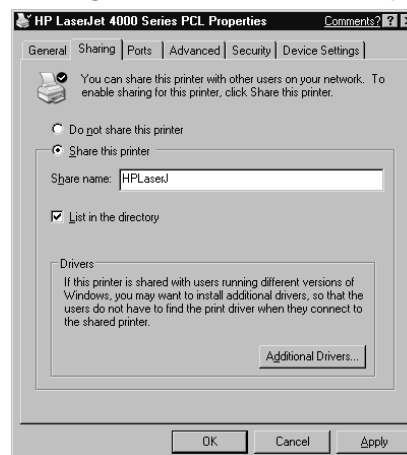 HP LaserJet 4000 Series PCL Properties Comments? ?
General Sharing Ports Advanced Security Device Settings
You can share this printer with other users on your network. To
enable sharing for this printer, click Share this printer.
Do not share this printer
Share this printer
Share name: HPLaserJ
List in the directory
Drivers
If this printer is shared with users running different versions of
Windows, you may want to install additional drivers, so that the
users do not have to find the print driver when they connect to
the shared printer.
Additional Drivers...
OK Cancel Apply